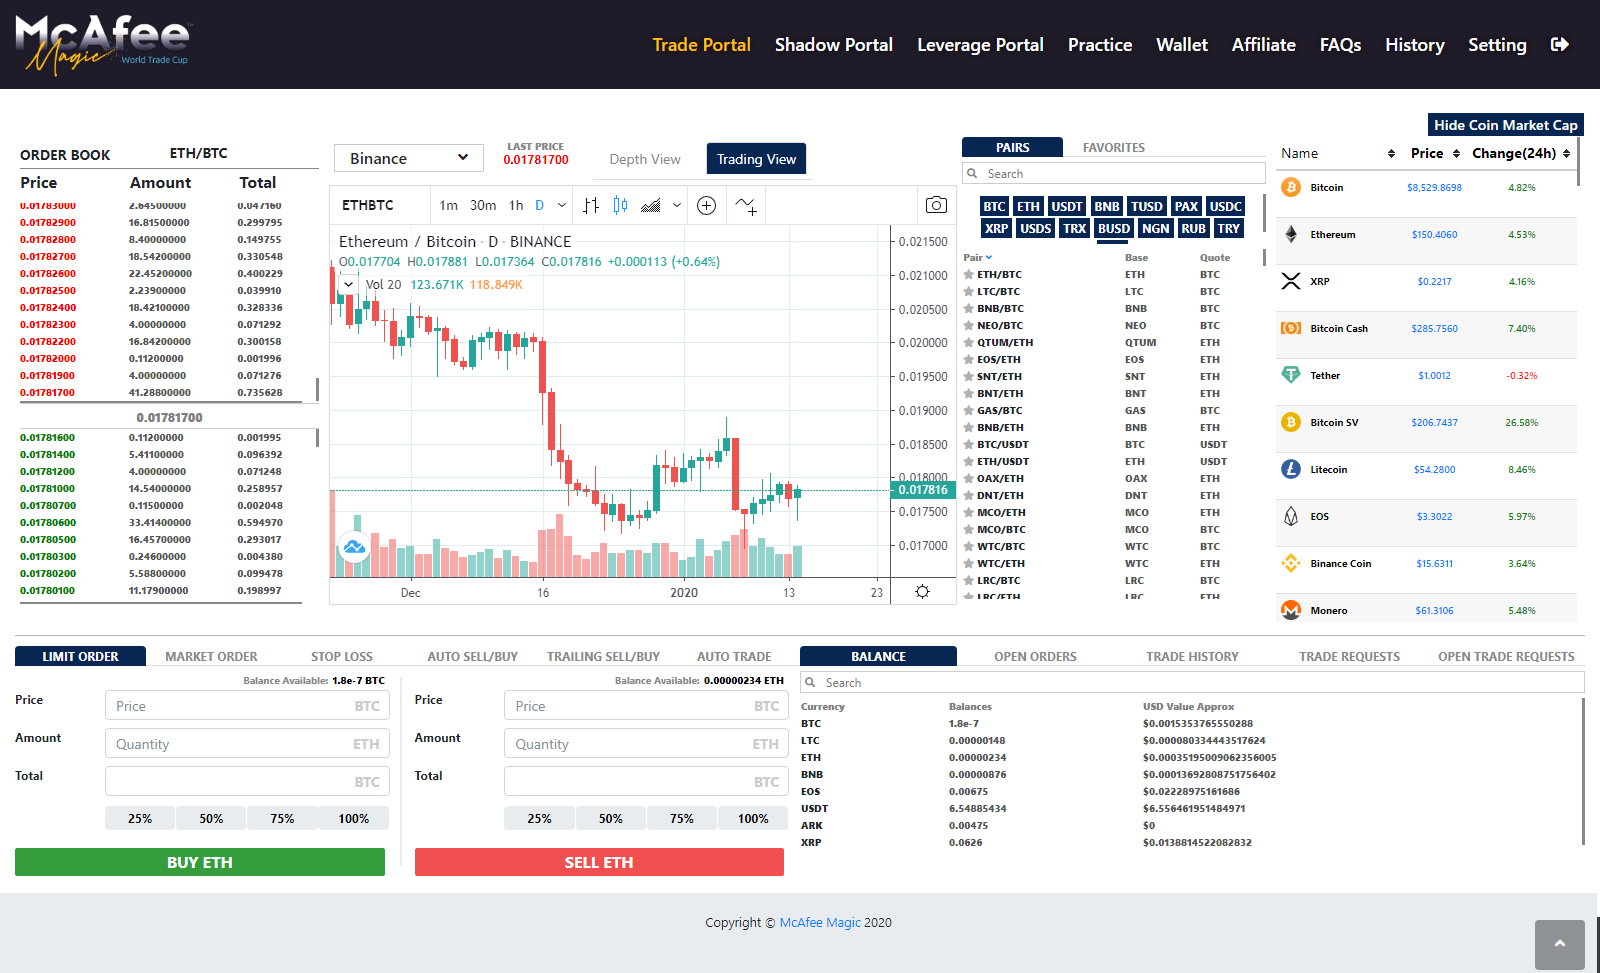 McAfee
Magic
World Trade Cup
Trade Portal Shadow Portal Leverage Portal Practice Wallet Affiliate FAQs History Setting
Hide Coin Market Cap
ORDER BOOK ETH/BTC
Price Amount Total
0.01783000 2.64500000 0.047160
0.01782900 16.81500000 0.299795
0.01782800 8.40000000 0.149755
0.01782700 18.54200000 0.330548
0.01782600 22.45200000 0.400229
0.01782500 2.23900000 0.039910
0.01782400 18.42100000 0.328336
0.01782300 4.00000000 0.071292
0.01782200 16.84200000 0.300158
0.01782000 0.11200000 0.001996
0.01781900 4.00000000 0.071276
0.01781700 41.28800000 0.735628
0.01781700
0.01781600 0.11200000 0.001995
0.01781400 5.41100000 0.096392
0.01781200 4.00000000 0.071248
0.01781000 14.54000000 0.258957
0.01780700 0.11500000 0.002048
0.01780600 33.41400000 0.594970
0.01780500 16.45700000 0.293017
0.01780300 0.24600000 0.004380
0.01780200 5.58800000 0.099478
0.01780100 11.17900000 0.198997
Binance
LAST PRICE
0.01781700
Depth View Trading View
ETHBTC 1m 30m 1h D
Ethereum / Bitcoin · D · BINANCE
O0.017704 H0.017881 L0.017364 C0.017816 +0.000113 (+0.64%)
Vol 20 123.671K 118.849K
0.021500
0.021000
0.020500
0.020000
0.019500
0.019000
0.018500
0.018000
0.017816
0.017500
0.017000
Dec 16 2020 13 23
PAIRS FAVORITES
Search
BTC ETH USDT BNB TUSD PAX USDC
XRP USDS TRX BUSD NGN RUB TRY
Pair Base Quote
ETH/BTC ETH BTC
LTC/BTC LTC BTC
BNB/BTC BNB BTC
NEO/BTC NEO BTC
QTUM/ETH QTUM ETH
EOS/ETH EOS ETH
SNT/ETH SNT ETH
BNT/ETH BNT ETH
GAS/BTC GAS BTC
BNB/ETH BNB ETH
BTC/USDT BTC USDT
ETH/USDT ETH USDT
OAX/ETH OAX ETH
DNT/ETH DNT ETH
MCO/ETH MCO ETH
MCO/BTC MCO BTC
WTC/BTC WTC BTC
WTC/ETH WTC ETH
LRC/BTC LRC BTC
LRC/ETH LRC ETH
Name Price Change(24h)
Bitcoin $8,529.8698 4.82%
Ethereum $150.4060 4.53%
XRP $0.2217 4.16%
Bitcoin Cash $285.7560 7.40%
Tether $1.0012 -0.32%
Bitcoin SV $206.7437 26.58%
Litecoin $54.2800 8.46%
EOS $3.3022 5.97%
Binance Coin $15.6311 3.64%
Monero $61.3106 5.48%
LIMIT ORDER MARKET ORDER STOP LOSS AUTO SELL/BUY TRAILING SELL/BUY AUTO TRADE
Balance Available: 1.8e-7 BTC
Price Price BTC
Amount Quantity ETH
Total BTC
25% 50% 75% 100%
BUY ETH
Balance Available: 0.00000234 ETH
Price Price BTC
Amount Quantity ETH
Total BTC
25% 50% 75% 100%
SELL ETH
BALANCE OPEN ORDERS TRADE HISTORY TRADE REQUESTS OPEN TRADE REQUESTS
Search
Currency Balances USD Value Approx
BTC 1.8e-7 $0.0015353765550288
LTC 0.00000148 $0.000080334443517624
ETH 0.00000234 $0.00035195009062356005
BNB 0.00000876 $0.00013692808751756402
EOS 0.00675 $0.02228975161686
USDT 6.54885434 $6.556461951484971
ARK 0.00475 $0
XRP 0.0626 $0.0138814522082832
Copyright © McAfee Magic 2020